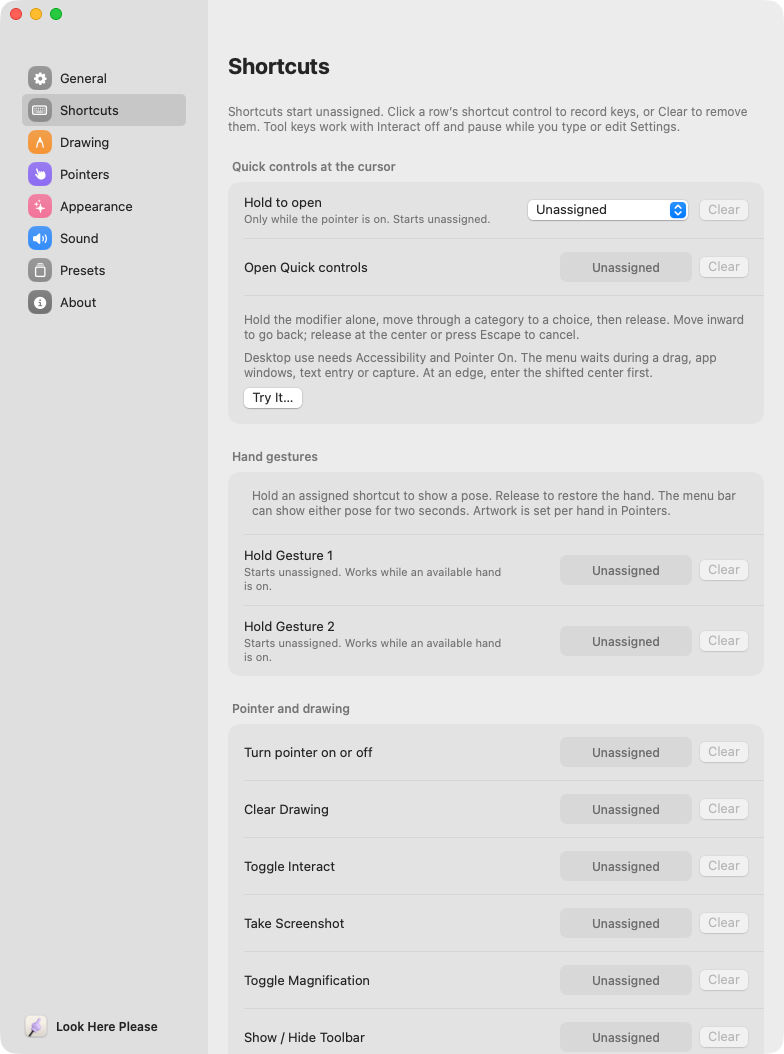 Shortcuts
General
Shortcuts
Drawing
Pointers
Appearance
Sound
Presets
About
Look Here Please
Shortcuts start unassigned. Click a row's shortcut control to record keys, or Clear to remove
them. Tool keys work with Interact off and pause while you type or edit Settings.
Quick controls at the cursor
Hold to open
Only while the pointer is on. Starts unassigned.
Unassigned
Clear
Open Quick controls
Unassigned
Clear
Hold the modifier alone, move through a category to a choice, then release. Move inward
to go back; release at the center or press Escape to cancel.
Desktop use needs Accessibility and Pointer On. The menu waits during a drag, app
windows, text entry or capture. At an edge, enter the shifted center first.
Try It...
Hand gestures
Hold an assigned shortcut to show a pose. Release to restore the hand. The menu bar
can show either pose for two seconds. Artwork is set per hand in Pointers.
Hold Gesture 1
Starts unassigned. Works while an available hand
is on.
Unassigned
Clear
Hold Gesture 2
Starts unassigned. Works while an available hand
is on.
Unassigned
Clear
Pointer and drawing
Turn pointer on or off
Unassigned
Clear
Clear Drawing
Unassigned
Clear
Toggle Interact
Unassigned
Clear
Take Screenshot
Unassigned
Clear
Toggle Magnification
Unassigned
Clear
Show / Hide Toolbar
Unassigned
Clear